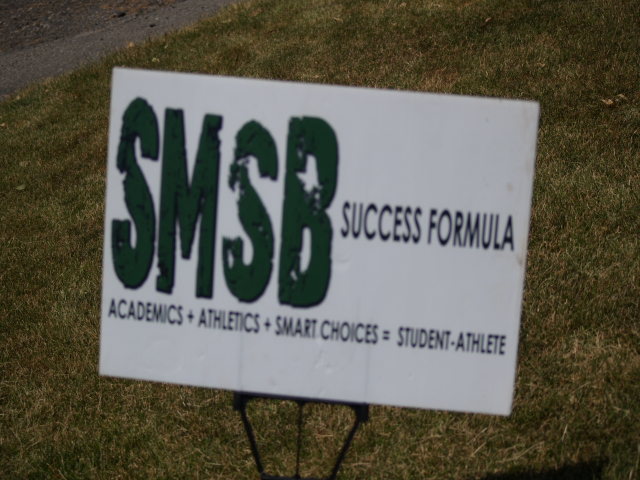 SMSB
SUCCESS FORMULA
ACADEMICS + ATHLETICS + SMART CHOICES = STUDENT-ATHLETE